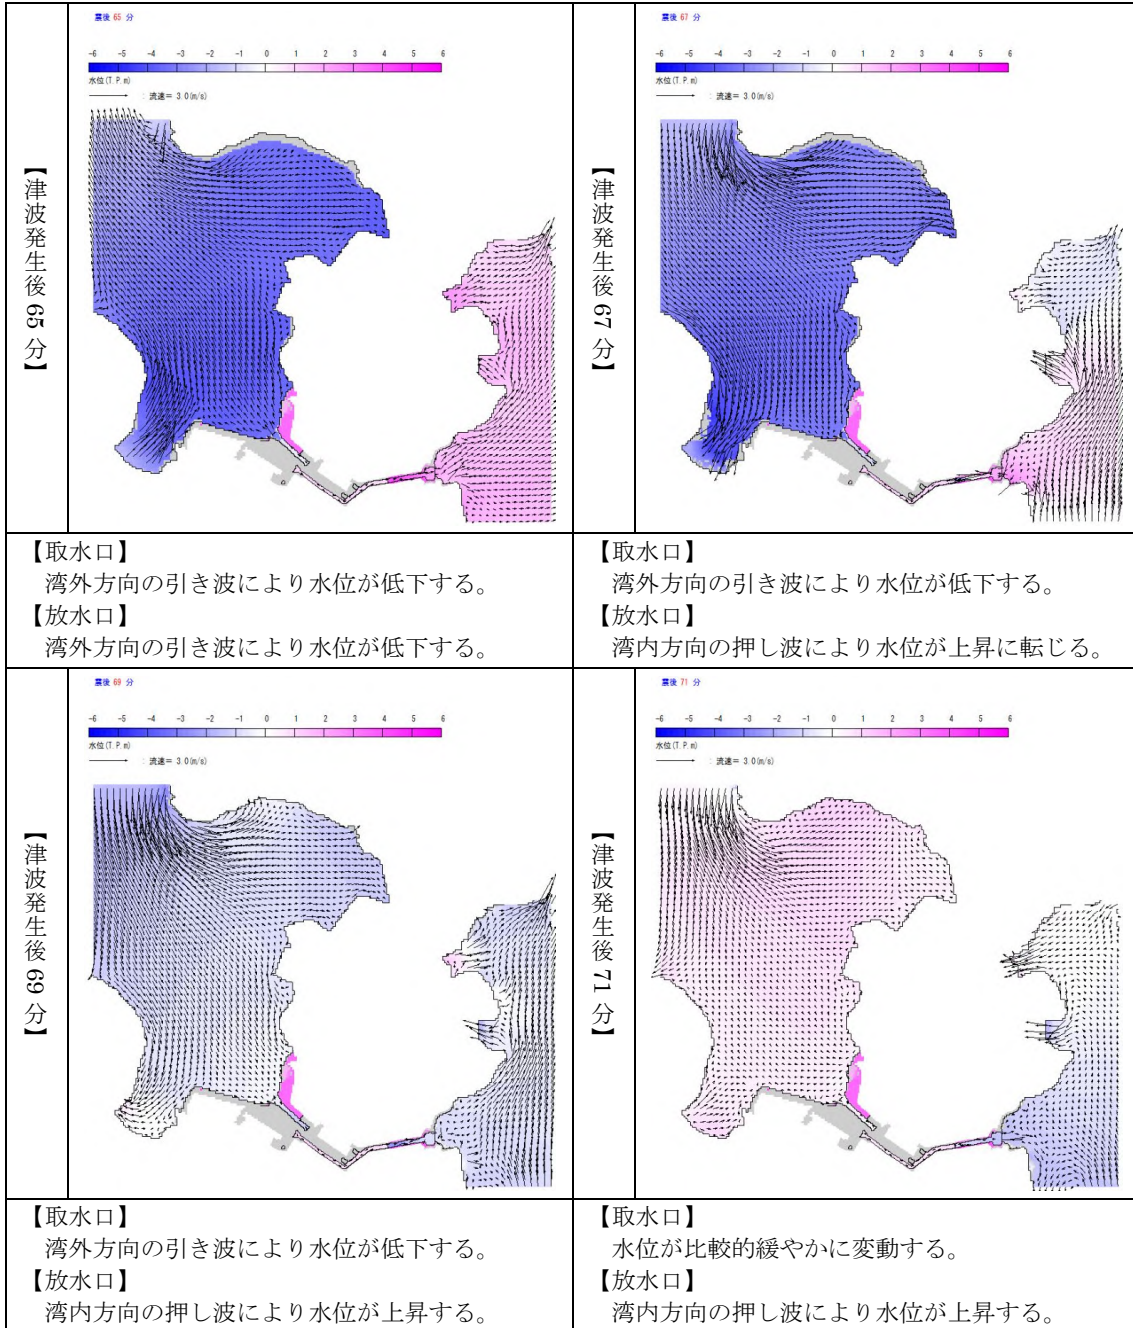 【津波発生後 65 分】
震後 65 分
-6 -5 -4 -3 -2 -1 0 1 2 3 4 5 6
水位(T.P.m)
: 流速= 3.0(m/s)
【取水口】
湾外方向の引き波により水位が低下する。
【放水口】
湾外方向の引き波により水位が低下する。
【津波発生後 67 分】
震後 67 分
-6 -5 -4 -3 -2 -1 0 1 2 3 4 5 6
水位(T.P.m)
: 流速= 3.0(m/s)
【取水口】
湾外方向の引き波により水位が低下する。
【放水口】
湾内方向の押し波により水位が上昇に転じる。
【津波発生後 69 分】
震後 69 分
-6 -5 -4 -3 -2 -1 0 1 2 3 4 5 6
水位(T.P.m)
: 流速= 3.0(m/s)
【取水口】
湾外方向の引き波により水位が低下する。
【放水口】
湾内方向の押し波により水位が上昇する。
【津波発生後 71 分】
震後 71 分
-6 -5 -4 -3 -2 -1 0 1 2 3 4 5 6
水位(T.P.m)
: 流速= 3.0(m/s)
【取水口】
水位が比較的緩やかに変動する。
【放水口】
湾内方向の押し波により水位が上昇する。